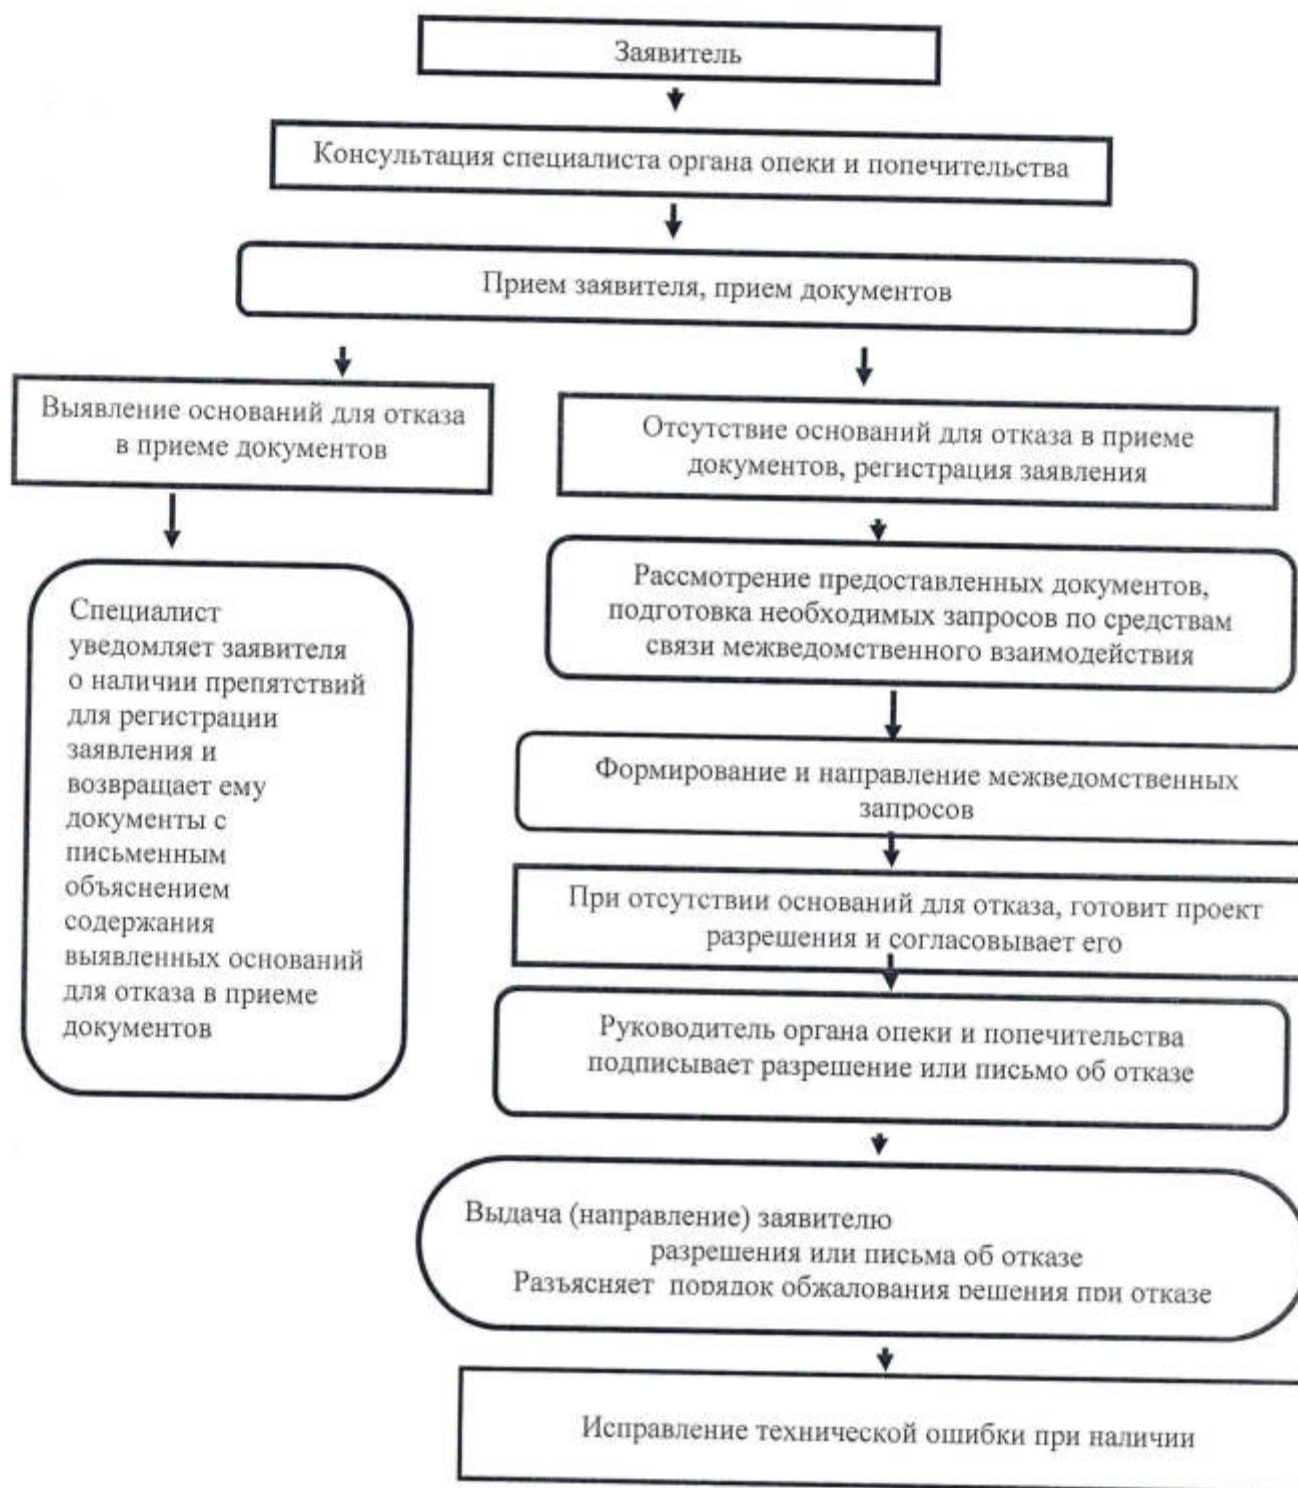 Заявитель
Консультация специалиста органа опеки и попечительства
Прием заявителя, прием документов
Выявление оснований для отказа
в приеме документов
Отсутствие оснований для отказа в приеме
документов, регистрация заявления
Специалист
уведомляет заявителя
о наличии препятствий
для регистрации
заявления и
возвращает ему
документы с
письменным
объяснением
содержания
выявленных оснований
для отказа в приеме
документов
Рассмотрение предоставленных документов,
подготовка необходимых запросов по средствам
связи межведомственного взаимодействия
Формирование и направление межведомственных
запросов
При отсутствии оснований для отказа, готовит проект
разрешения и согласовывает его
Руководитель органа опеки и попечительства
подписывает разрешение или письмо об отказе
Выдача (направление) заявителю
разрешения или письма об отказе
Разъясняет порядок обжалования решения при отказе
Исправление технической ошибки при наличии